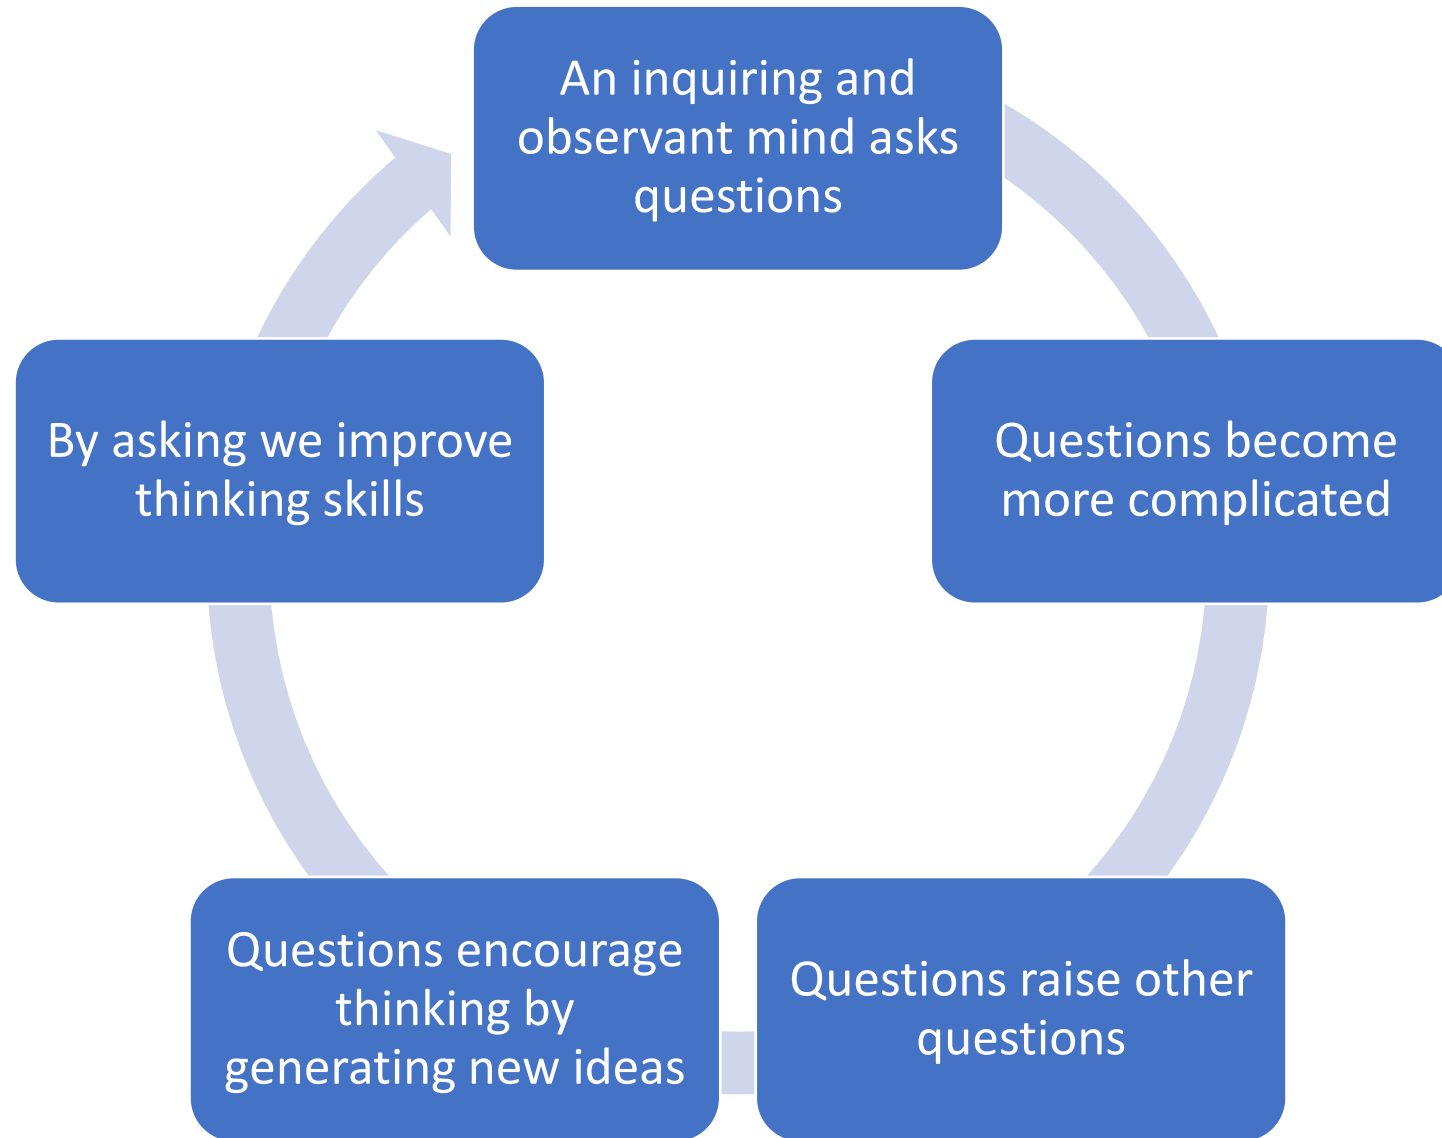 An inquiring and
observant mind asks
questions
Questions become
more complicated
Questions raise other
questions
Questions encourage
thinking by
generating new ideas
By asking we improve
thinking skills